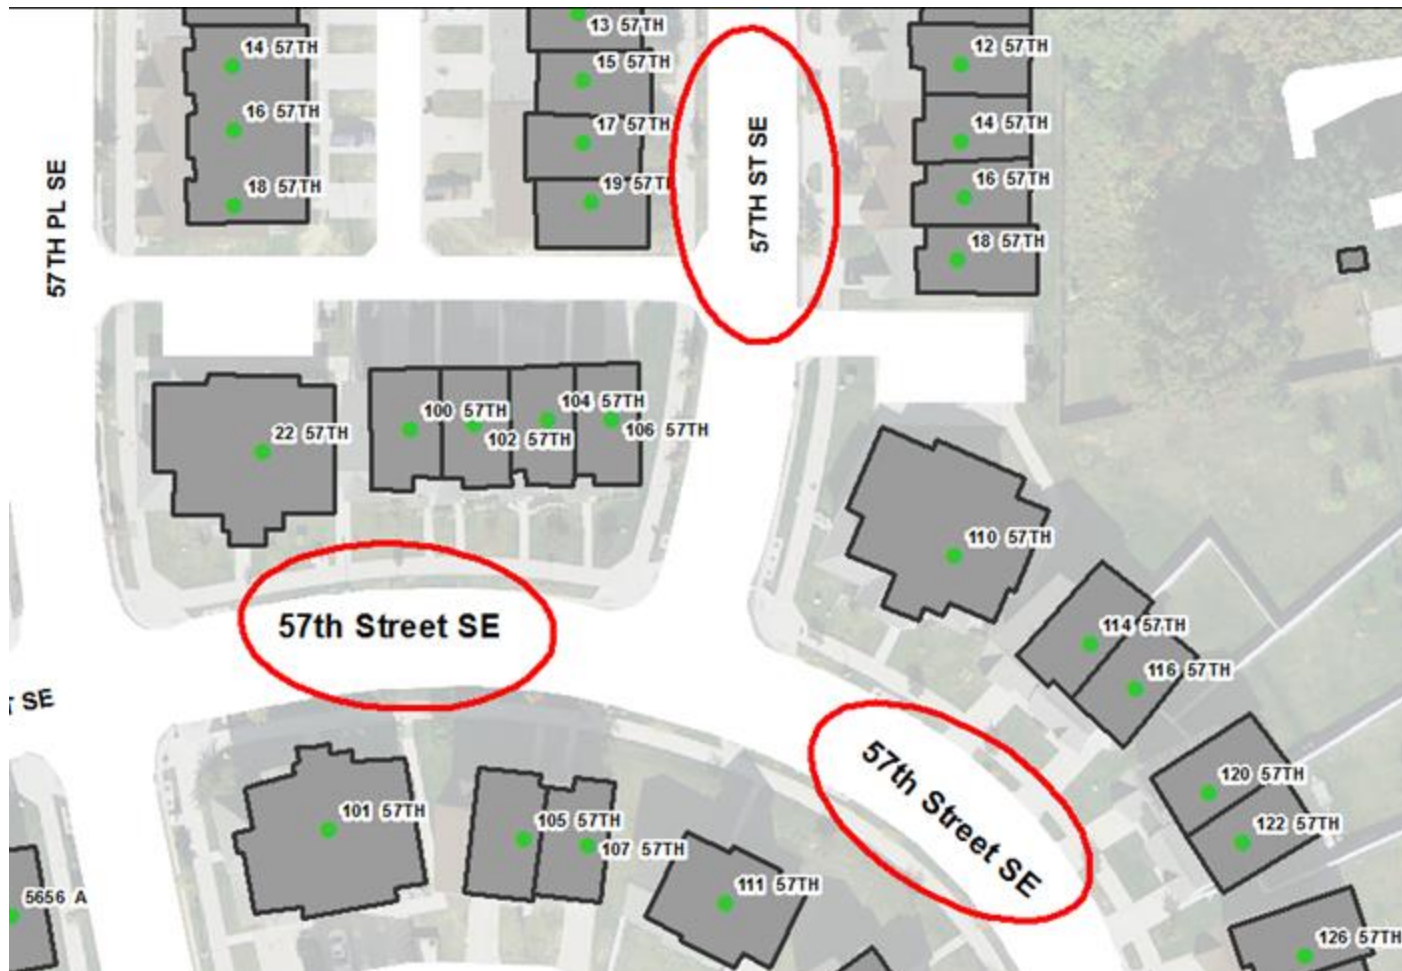 13 57TH
14 57TH
15 57TH
12 57TH
16 57TH
17 57TH
14 57TH
18 57TH
19 57T
16 57TH
57TH PL SE
57TH ST SE
18 57TH
100 57TH
104 57TH
22 57TH
102 57TH
106 57TH
110 57TH
57th Street SE
114 57TH
116 57TH
SE
57th Street SE
120 57TH
101 57TH
105 57TH
122 57TH
107 57TH
111 57TH
5656 A
126 57TH